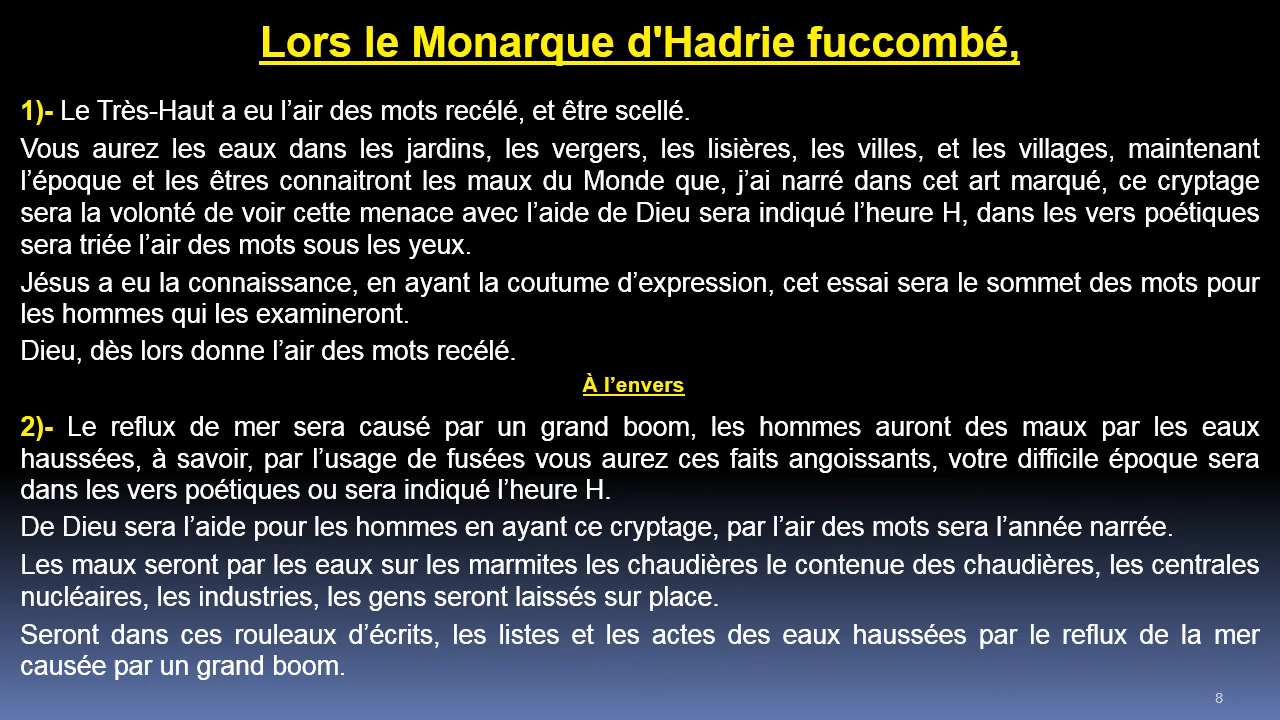 Lors le Monarque d'Hadrie fuccombé,
1)- Le Très-Haut a eu l’air des mots recélé, et être scellé.
Vous aurez les eaux dans les jardins, les vergers, les lisières, les villes, et les villages, maintenant
l’époque et les êtres connaitront les maux du Monde que, j’ai narré dans cet art marqué, ce cryptage
sera la volonté de voir cette menace avec l’aide de Dieu sera indiqué l’heure H, dans les vers poétiques
sera triée l’air des mots sous les yeux.
Jésus a eu la connaissance, en ayant la coutume d’expression, cet essai sera le sommet des mots pour
les hommes qui les examineront.
Dieu, dès lors donne l’air des mots recélé.
À l’envers
2)- Le reflux de mer sera causé par un grand boom, les hommes auront des maux par les eaux
haussées, à savoir, par l’usage de fusées vous aurez ces faits angoissants, votre difficile époque sera
dans les vers poétiques ou sera indiqué l’heure H.
De Dieu sera l’aide pour les hommes en ayant ce cryptage, par l’air des mots sera l’année narrée.
Les maux seront par les eaux sur les marmites les chaudières le contenue des chaudières, les centrales
nucléaires, les industries, les gens seront laissés sur place.
Seront dans ces rouleaux d’écrits, les listes et les actes des eaux haussées par le reflux de la mer
causée par un grand boom.
8